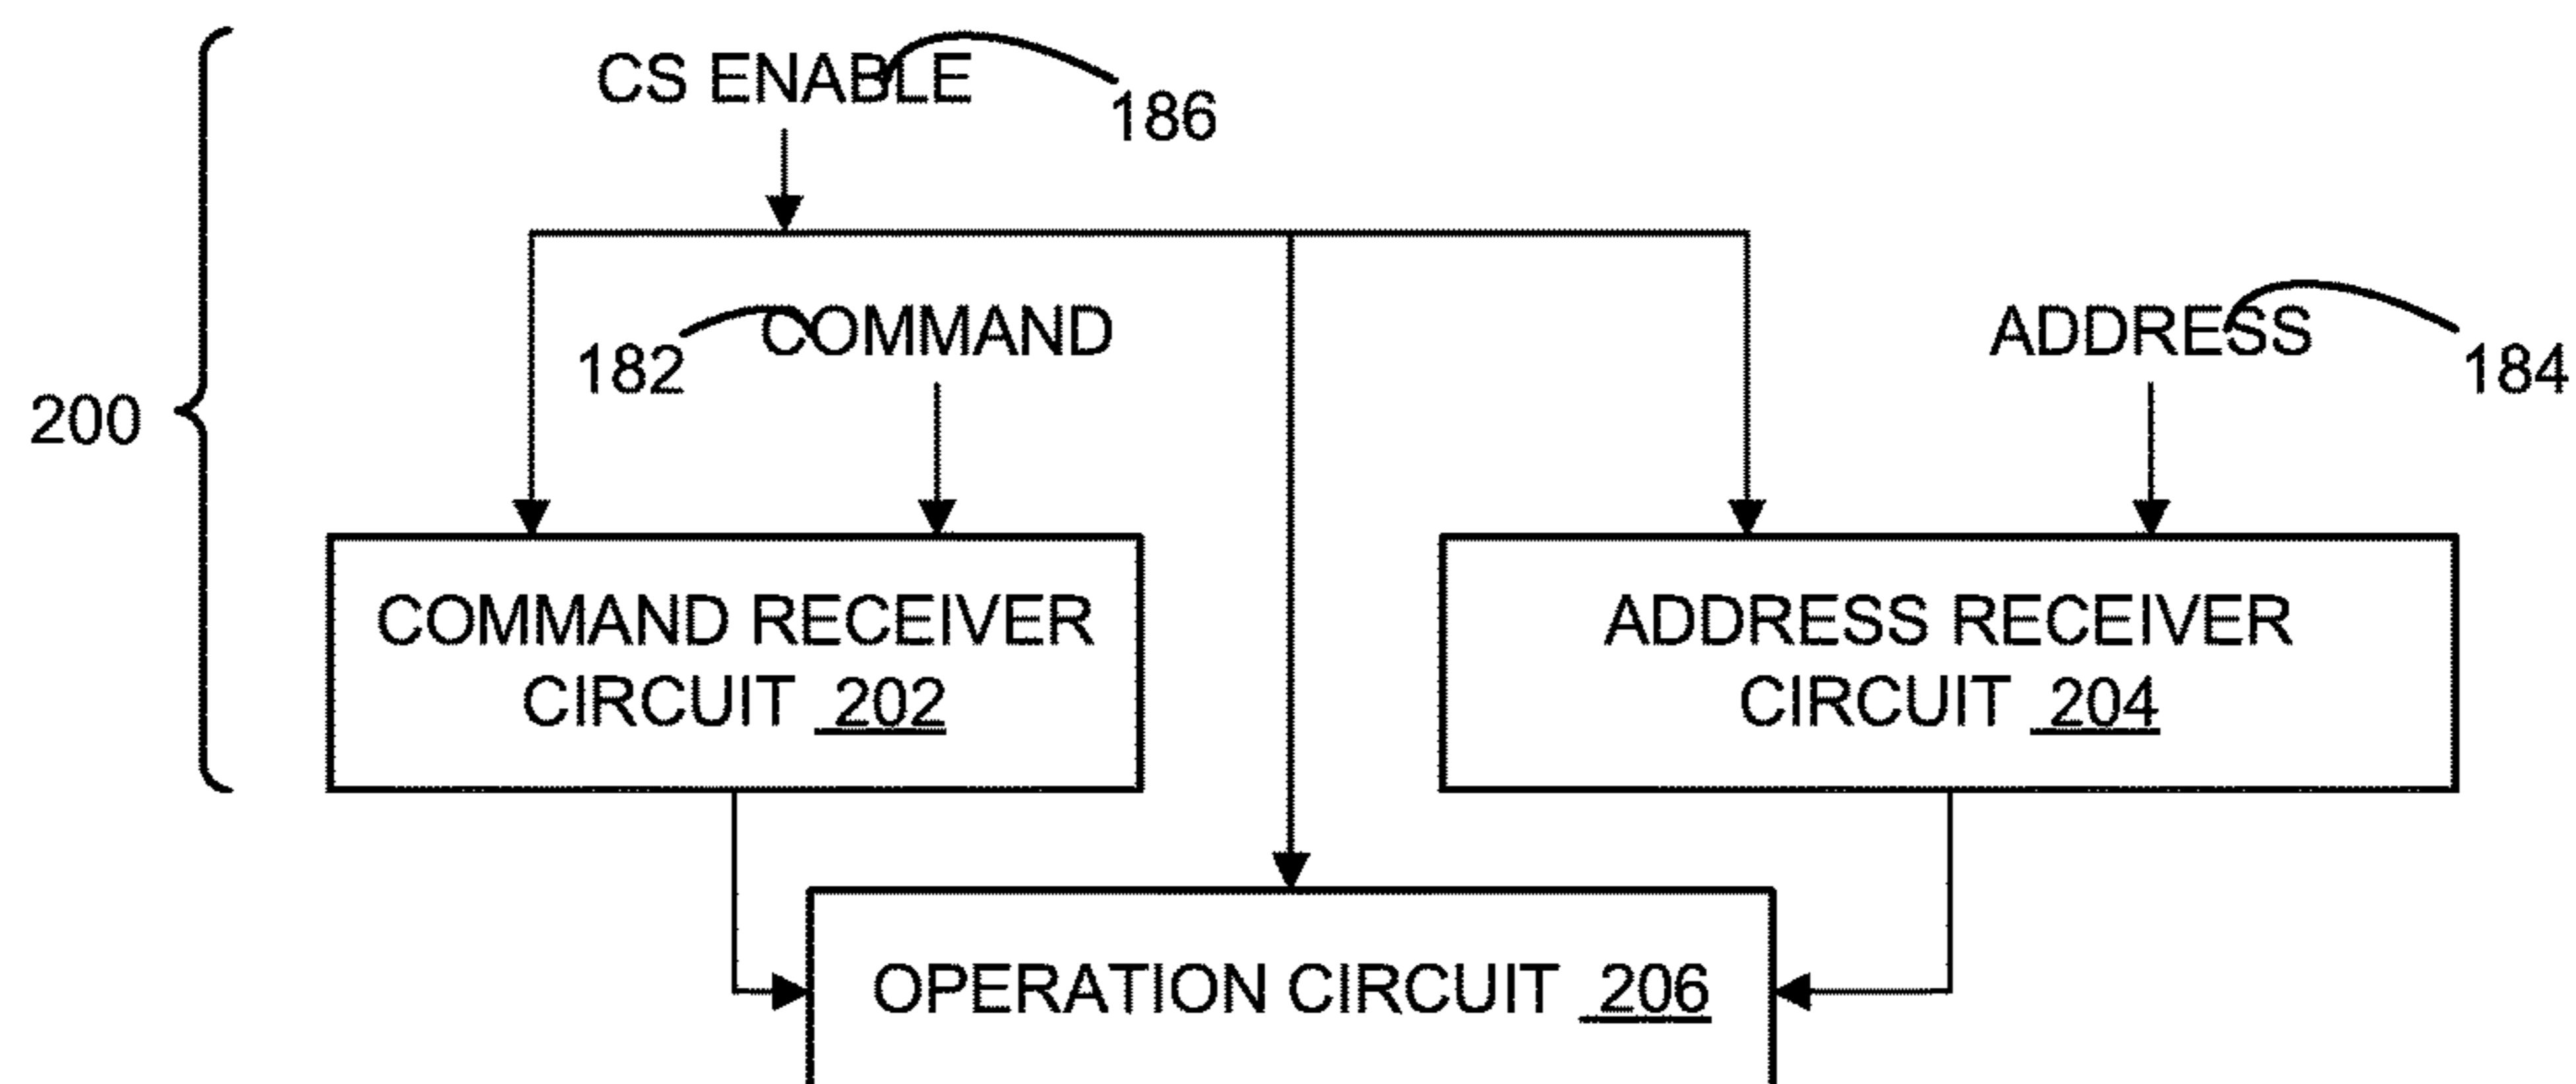 CS ENABLE
186
COMMAND
182
ADDRESS
184
200
COMMAND RECEIVER
CIRCUIT 202
ADDRESS RECEIVER
CIRCUIT 204
OPERATION CIRCUIT 206